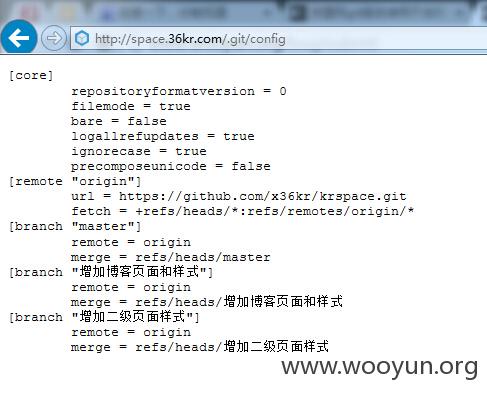 http://space.36kr.com/.git/config
[core]
repositoryformatversion = 0
filemode = true
bare = false
logallrefupdates = true
ignorecase = true
precomposeunicode = false
[remote "origin"]
url = https://github.com/x36kr/krspace.git
fetch = +refs/heads/*:refs/remotes/origin/*
[branch "master"]
remote = origin
merge = refs/heads/master
[branch "增加博客页面和样式"]
remote = origin
merge = refs/heads/增加博客页面和样式
[branch "增加二级页面样式"]
remote = origin
merge = refs/heads/增加二级页面样式
www.wooyun.org